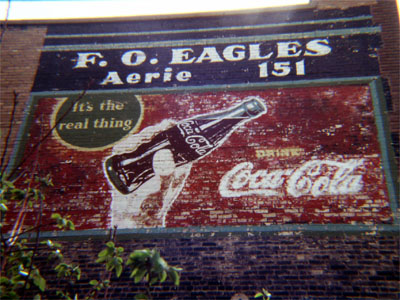 F. O. EAGLES
Aerie 151
It's the
real thing
Coca-Cola
DRINK
Coca-Cola